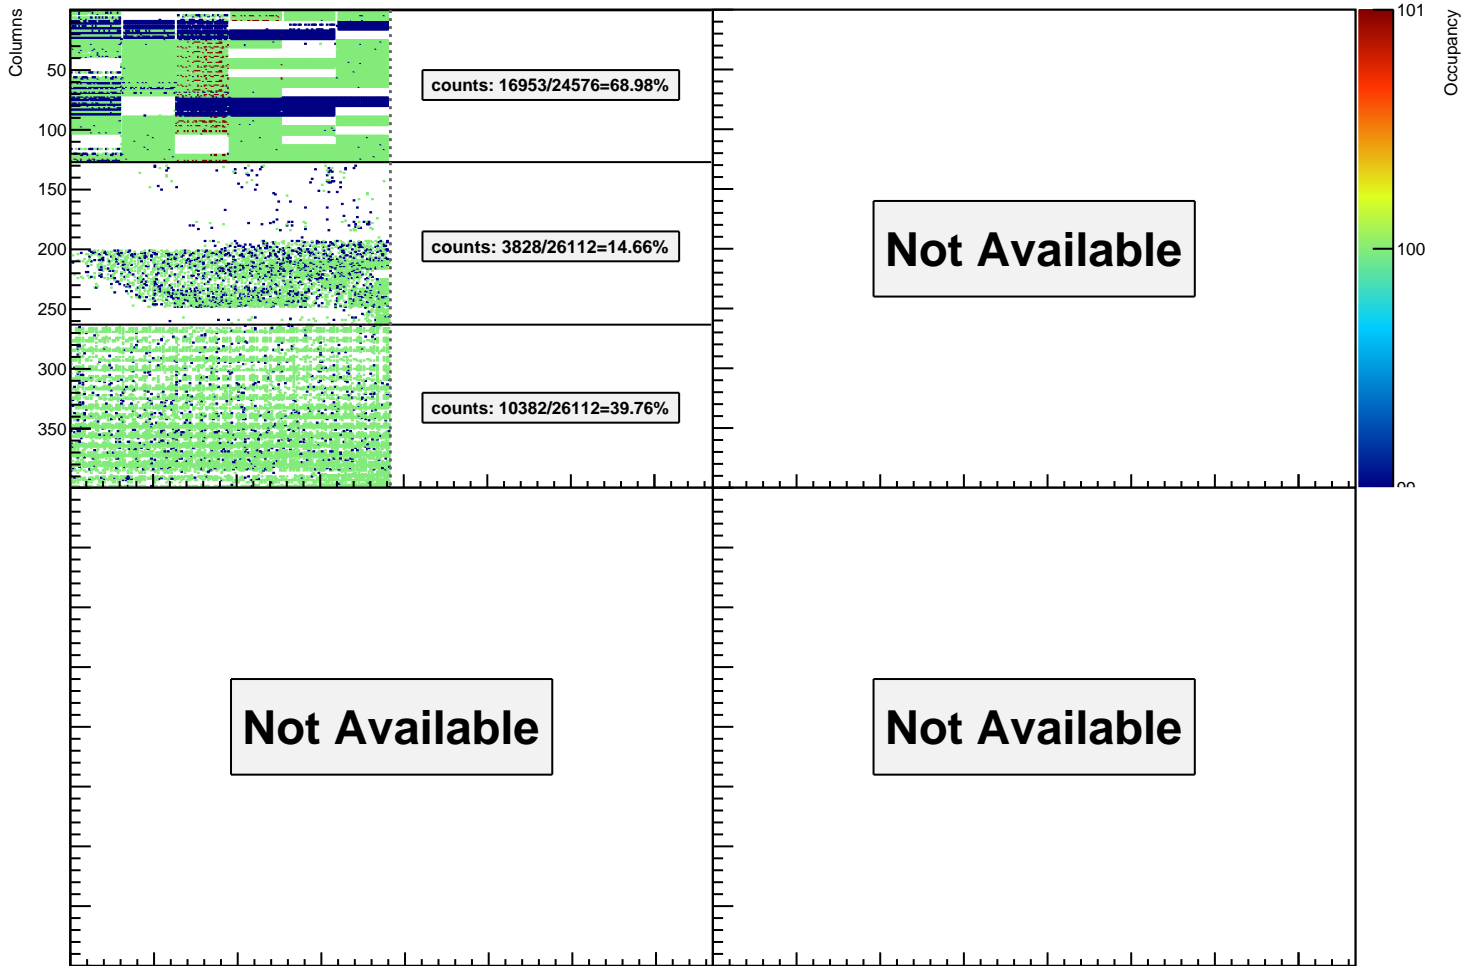 Columns
50
100
150
200
250
300
350
counts: 16953/24576=68.98%
counts: 3828/26112=14.66%
counts: 10382/26112=39.76%
Not Available
101
100
Occupancy
Not Available
Not Available